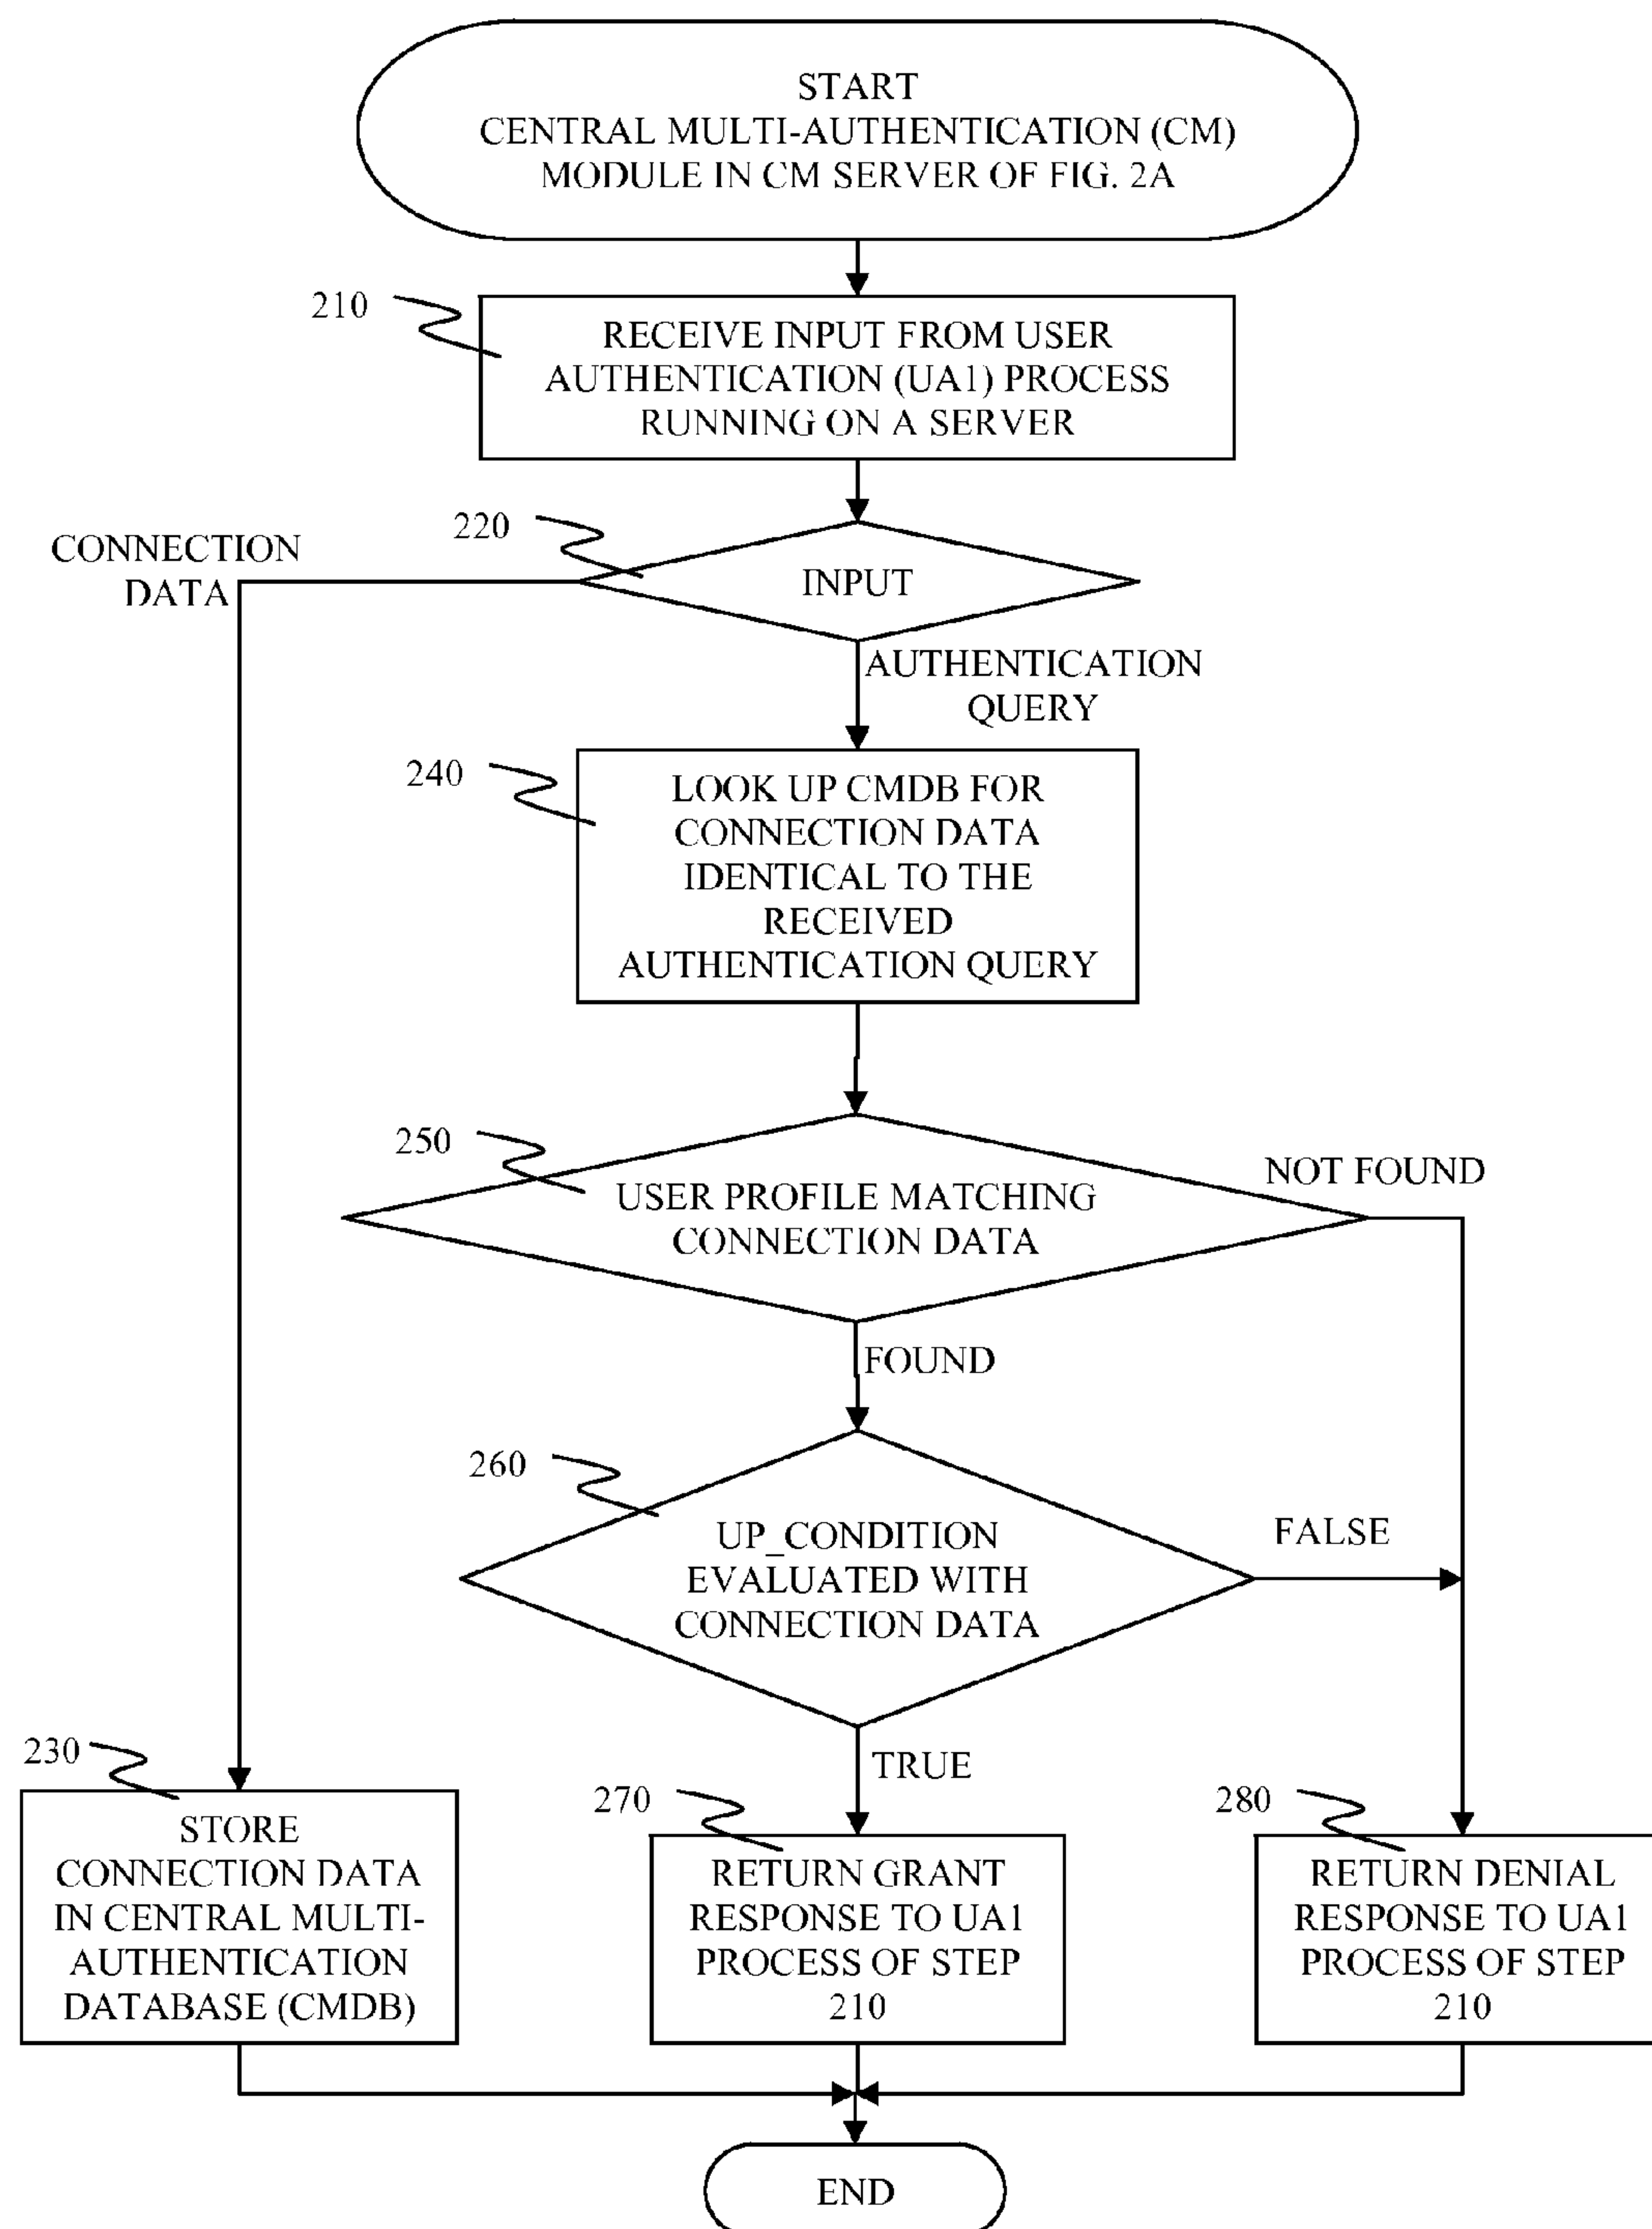 START
CENTRAL MULTI-AUTHENTICATION (CM)
MODULE IN CM SERVER OF FIG. 2A
210
RECEIVE INPUT FROM USER
AUTHENTICATION (UA1) PROCESS
RUNNING ON A SERVER
220
CONNECTION
DATA
INPUT
AUTHENTICATION
QUERY
240
LOOK UP CMDB FOR
CONNECTION DATA
IDENTICAL TO THE
RECEIVED
AUTHENTICATION QUERY
250
NOT FOUND
USER PROFILE MATCHING
CONNECTION DATA
FOUND
260
UP_CONDITION
EVALUATED WITH
CONNECTION DATA
FALSE
TRUE
230
STORE
CONNECTION DATA
IN CENTRAL MULTI-
AUTHENTICATION
DATABASE (CMDB)
270
RETURN GRANT
RESPONSE TO UA1
PROCESS OF STEP
210
280
RETURN DENIAL
RESPONSE TO UA1
PROCESS OF STEP
210
END